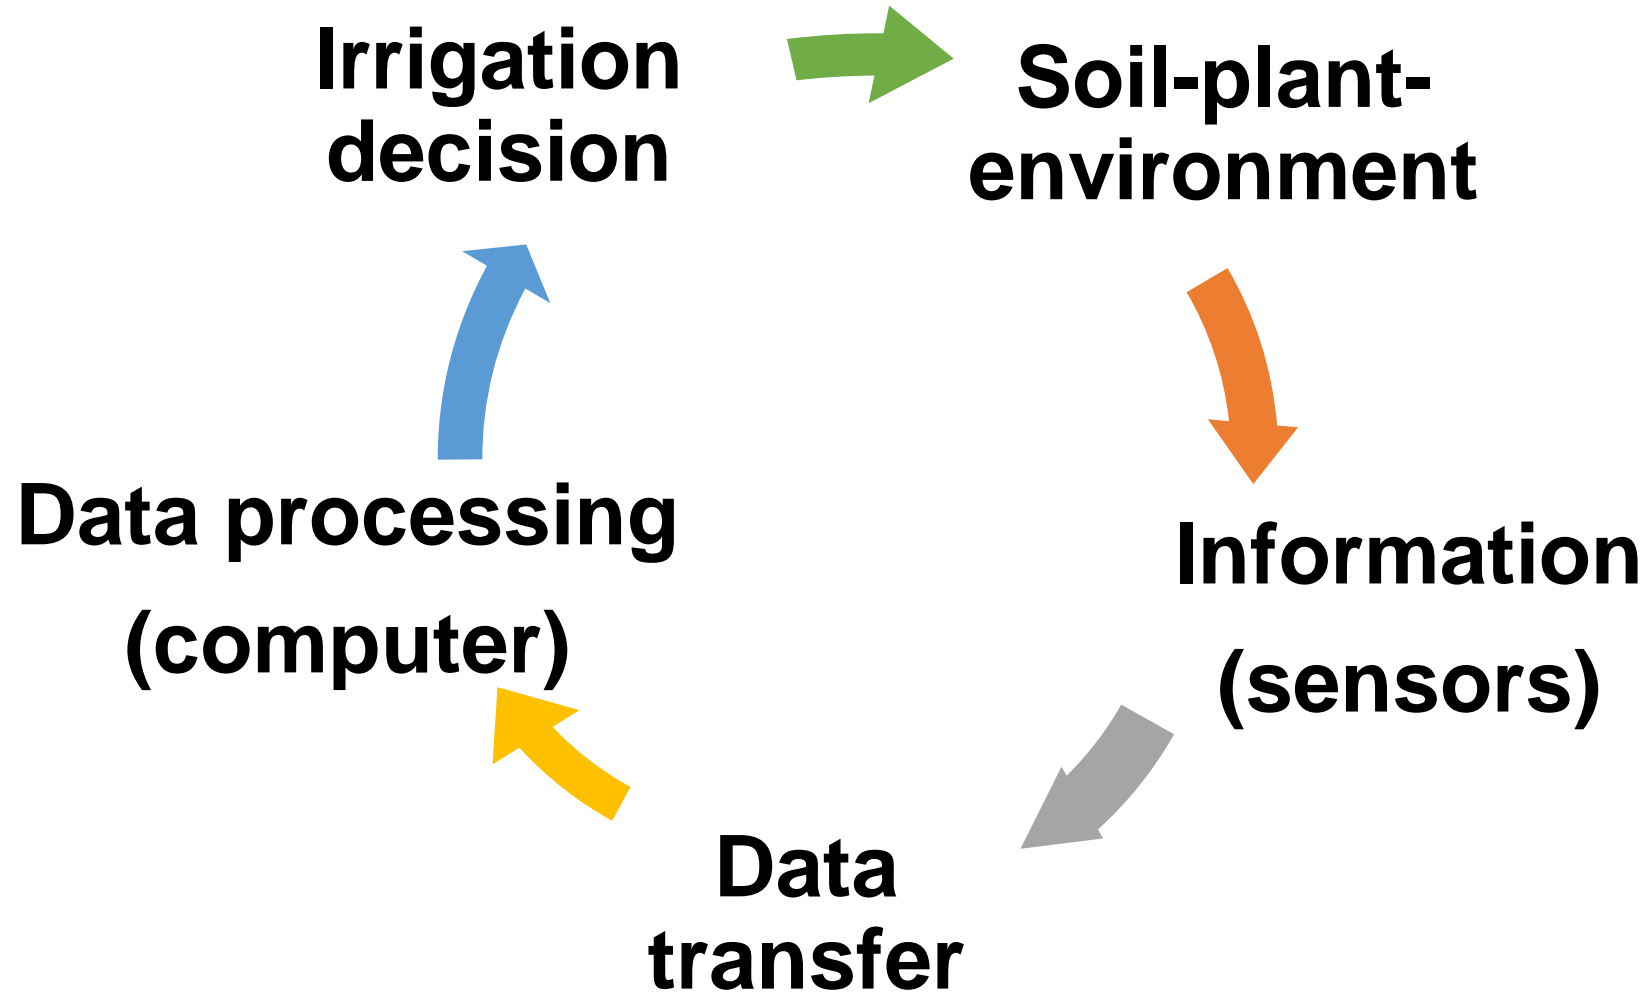 Irrigation
decision
Soil-plant-
environment
Information
(sensors)
Data
transfer
Data processing
(computer)